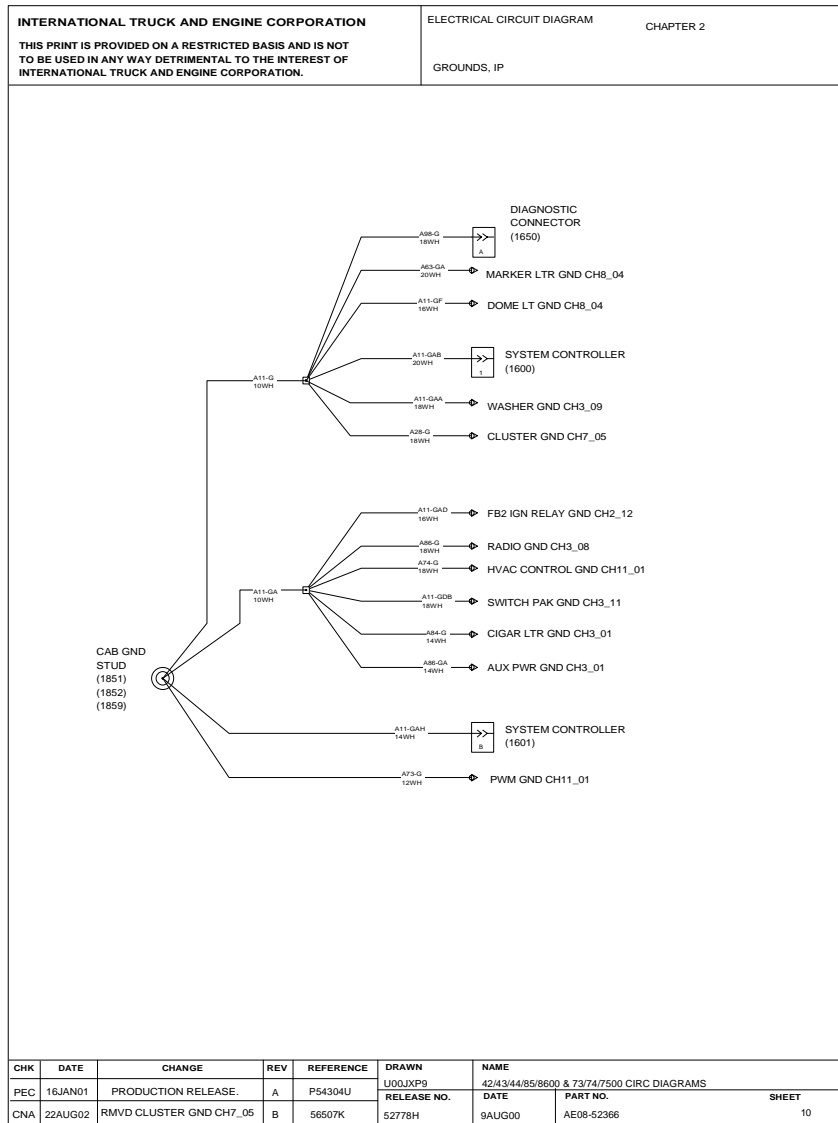 INTERNATIONAL TRUCK AND ENGINE CORPORATION
THIS PRINT IS PROVIDED ON A RESTRICTED BASIS AND IS NOT
TO BE USED IN ANY WAY DETRIMENTAL TO THE INTEREST OF
INTERNATIONAL TRUCK AND ENGINE CORPORATION.
ELECTRICAL CIRCUIT DIAGRAM
CHAPTER 2
GROUNDS, IP
DIAGNOSTIC
CONNECTOR
(1650)
A98-G
18WH
A
A63-GA
20WH
MARKER LTR GND CH8_04
A11-GF
16WH
DOME LT GND CH8_04
A11-GAB
20WH
1
SYSTEM CONTROLLER
(1600)
A11-G
10WH
A11-GAA
18WH
WASHER GND CH3_09
A28-G
18WH
CLUSTER GND CH7_05
A11-GAD
16WH
FB2 IGN RELAY GND CH2_12
A86-G
18WH
RADIO GND CH3_08
A74-G
18WH
HVAC CONTROL GND CH11_01
A11-GA
10WH
A11-GDB
18WH
SWITCH PAK GND CH3_11
A84-G
14WH
CIGAR LTR GND CH3_01
A86-GA
14WH
AUX PWR GND CH3_01
CAB GND
STUD
(1851)
(1852)
(1859)
A11-GAH
14WH
B
SYSTEM CONTROLLER
(1601)
A73-G
12WH
PWM GND CH11_01
CHK DATE CHANGE REV REFERENCE DRAWN NAME
U00JXP9 42/43/44/85/8600 & 73/74/7500 CIRC DIAGRAMS
PEC 16JAN01 PRODUCTION RELEASE. A P54304U RELEASE NO. DATE PART NO. SHEET
CNA 22AUG02 RMVD CLUSTER GND CH7_05 B 56507K 52778H 9AUG00 AE08-52366 10